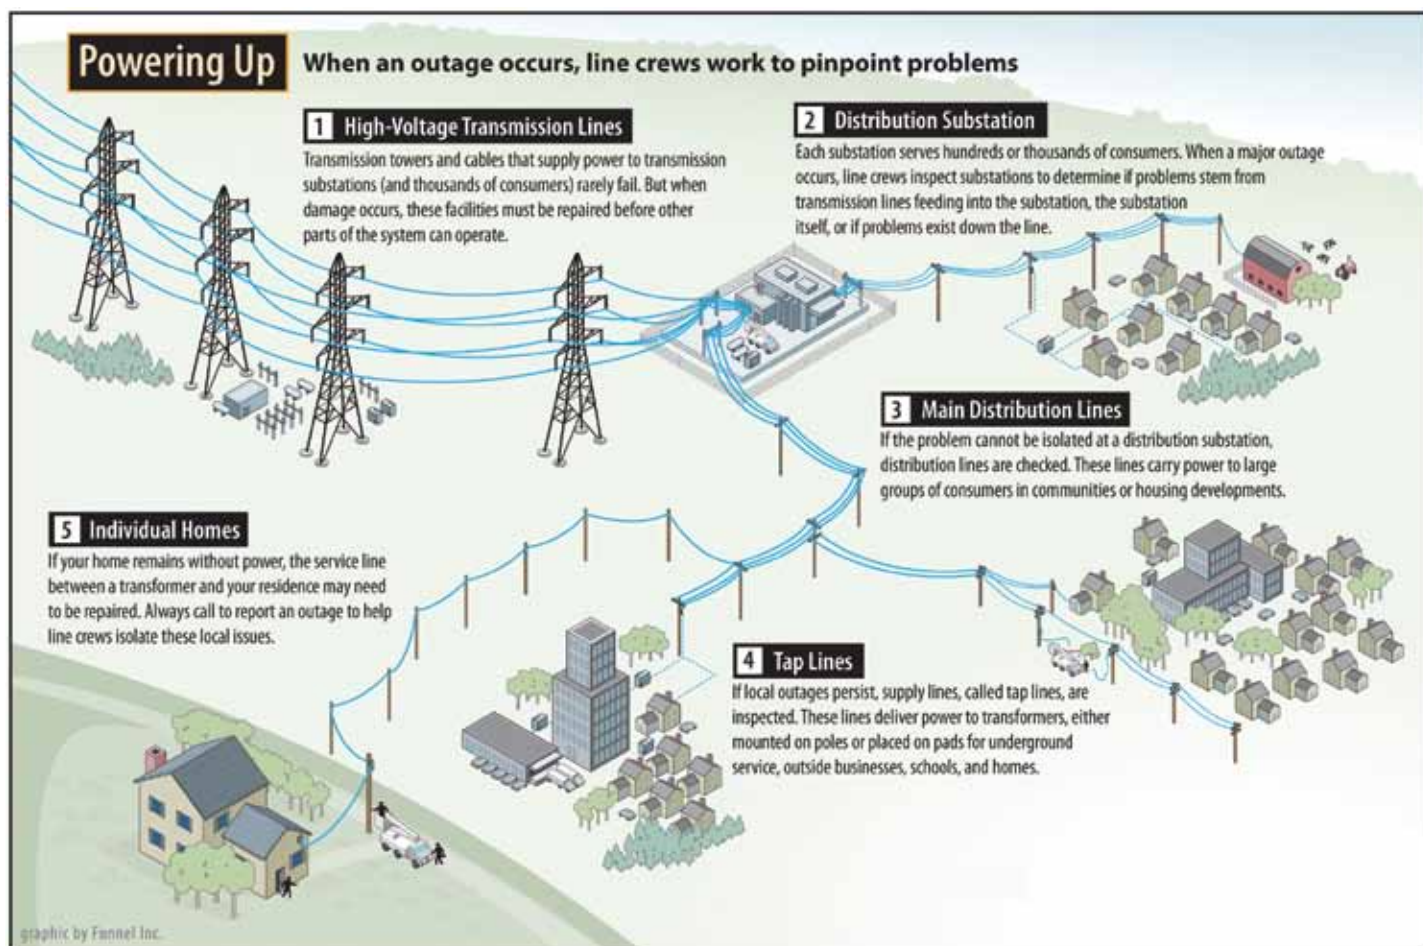 Powering Up
When an outage occurs, line crews work to pinpoint problems
1 High-Voltage Transmission Lines
Transmission towers and cables that supply power to transmission
substations (and thousands of consumers) rarely fail. But when
damage occurs, these facilities must be repaired before other
parts of the system can operate.
2 Distribution Substation
Each substation serves hundreds or thousands of consumers. When a major outage
occurs, line crews inspect substations to determine if problems stem from
transmission lines feeding into the substation, the substation
itself, or if problems exist down the line.
3 Main Distribution Lines
If the problem cannot be isolated at a distribution substation,
distribution lines are checked. These lines carry power to large
groups of consumers in communities or housing developments.
4 Tap Lines
If local outages persist, supply lines, called tap lines, are
inspected. These lines deliver power to transformers, either
mounted on poles or placed on pads for underground
service, outside businesses, schools, and homes.
5 Individual Homes
If your home remains without power, the service line
between a transformer and your residence may need
to be repaired. Always call to report an outage to help
line crews isolate these local issues.
graphic by Funnel Inc.